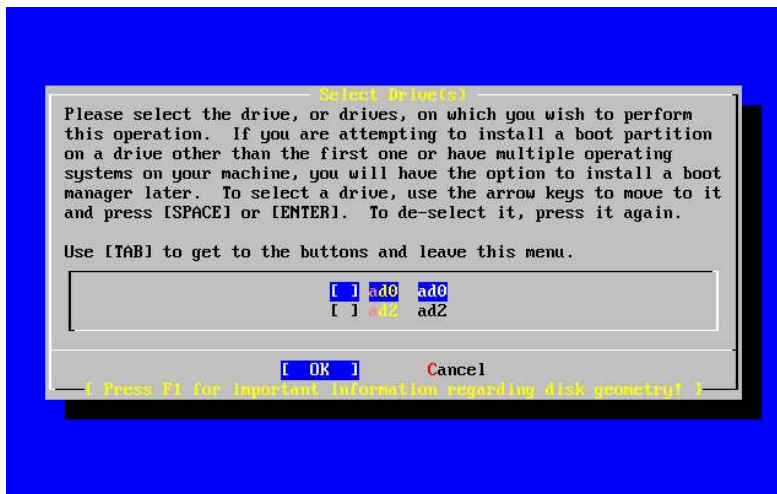 Select Drive(s)
Please select the drive, or drives, on which you wish to perform
this operation.  If you are attempting to install a boot partition
on a drive other than the first one or have multiple operating
systems on your machine, you will have the option to install a boot
manager later.  To select a drive, use the arrow keys to move to it
and press [SPACE] or [ENTER].  To de-select it, press it again.
Use [TAB] to get to the buttons and leave this menu.
[ ] ad0  ad0
[ ] ad2  ad2
[  OK  ]  Cancel
[ Press F1 for important information regarding disk geometry! ]